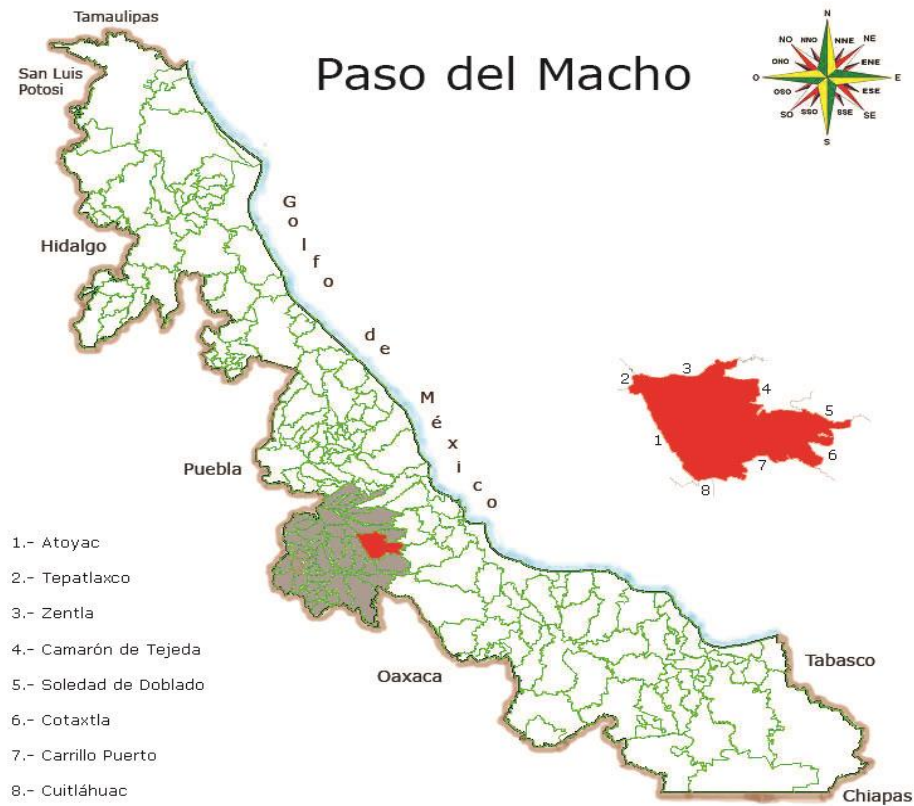 Tamaulipas
San Luis
Potosi
Paso del Macho
N
NNO
NNE
NO
NE
ONO
ENE
O
E
OSO
ESE
SO
SSO
SSE
SE
S
Golfo de México
Hidalgo
Puebla
Oaxaca
Tabasco
Chiapas
1
2
3
4
5
6
7
8
1.- Atoyac
2.- Tepatlaxco
3.- Zentla
4.- Camarón de Tejeda
5.- Soledad de Doblado
6.- Cotaxtla
7.- Carrillo Puerto
8.- Cuitláhuac